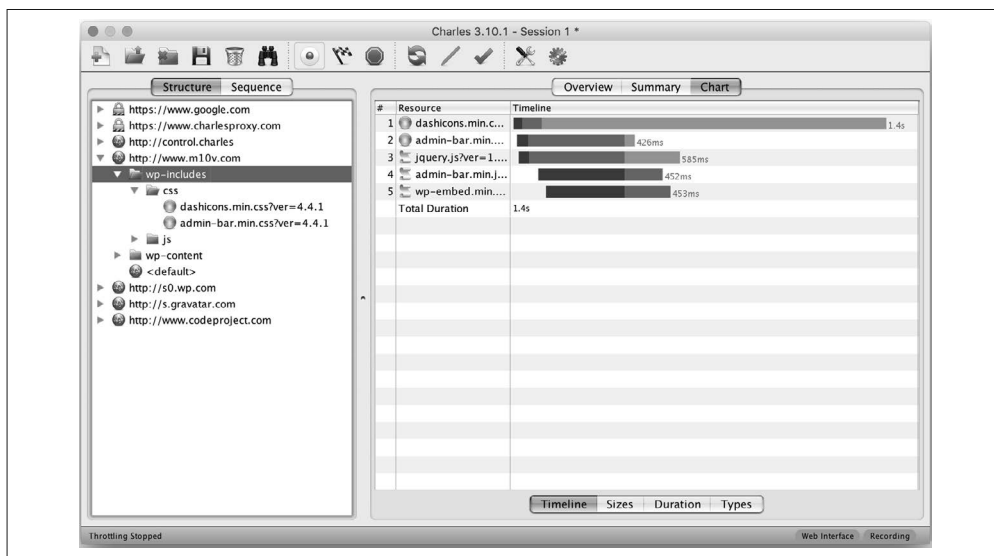 Charles 3.10.1 - Session 1 *
Structure Sequence
Overview Summary Chart
https://www.google.com
https://www.charlesproxy.com
http://control.charles
http://www.m10v.com
wp-includes
css
dashicons.min.css?ver=4.4.1
admin-bar.min.css?ver=4.4.1
js
wp-content
<default>
http://s0.wp.com
http://s.gravatar.com
http://www.codeproject.com
# Resource Timeline
1 dashicons.min.c... 1.4s
2 admin-bar.min.... 426ms
3 jquery.js?ver=1.... 585ms
4 admin-bar.min.j... 452ms
5 wp-embed.min.... 453ms
Total Duration 1.4s
Timeline Sizes Duration Types
Throttling Stopped
Web Interface Recording